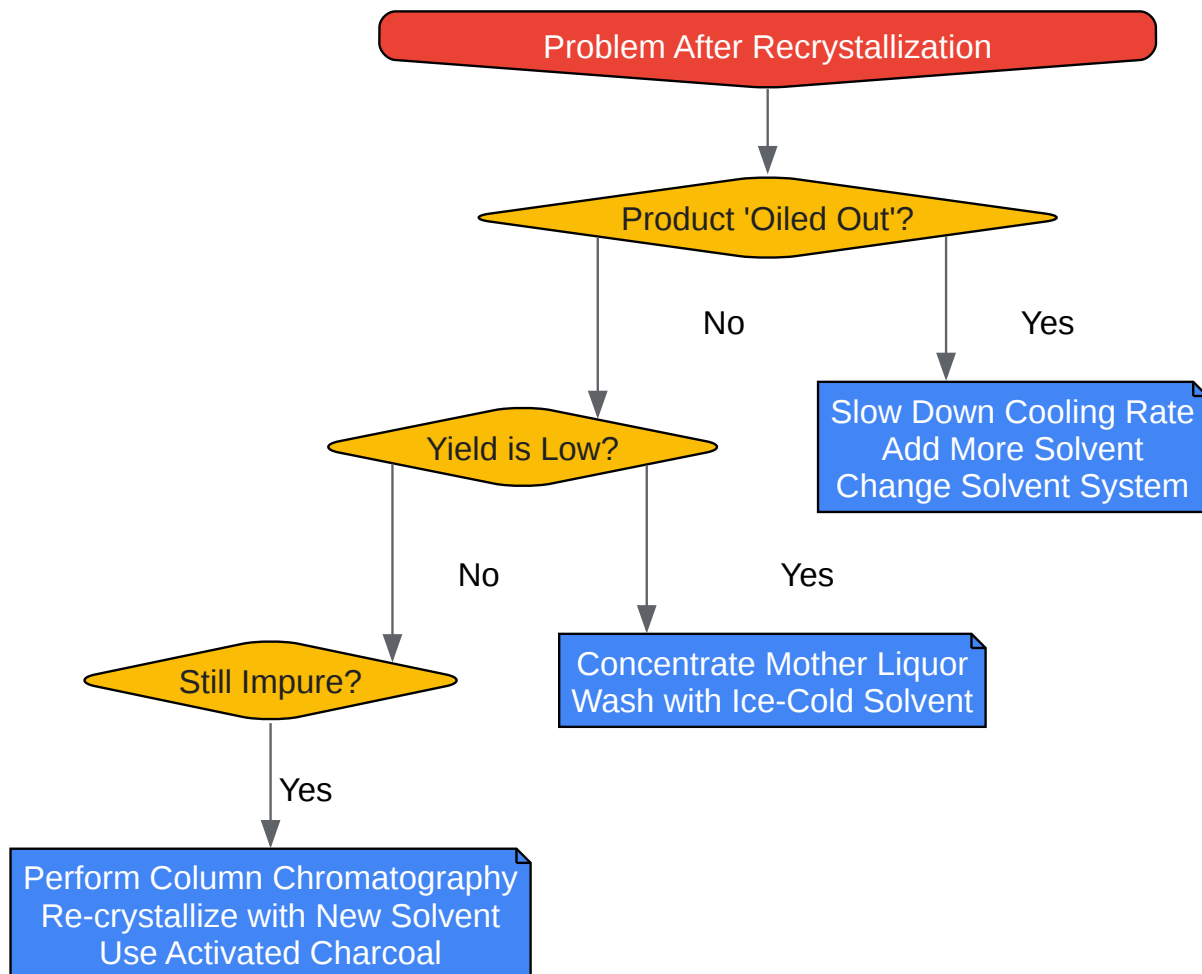 Problem After Recrystallization
Product 'Oiled Out'?
No
Yes
Slow Down Cooling Rate
Add More Solvent
Change Solvent System
Yield is Low?
No
Yes
Concentrate Mother Liquor
Wash with Ice-Cold Solvent
Still Impure?
Yes
Perform Column Chromatography
Re-crystallize with New Solvent
Use Activated Charcoal